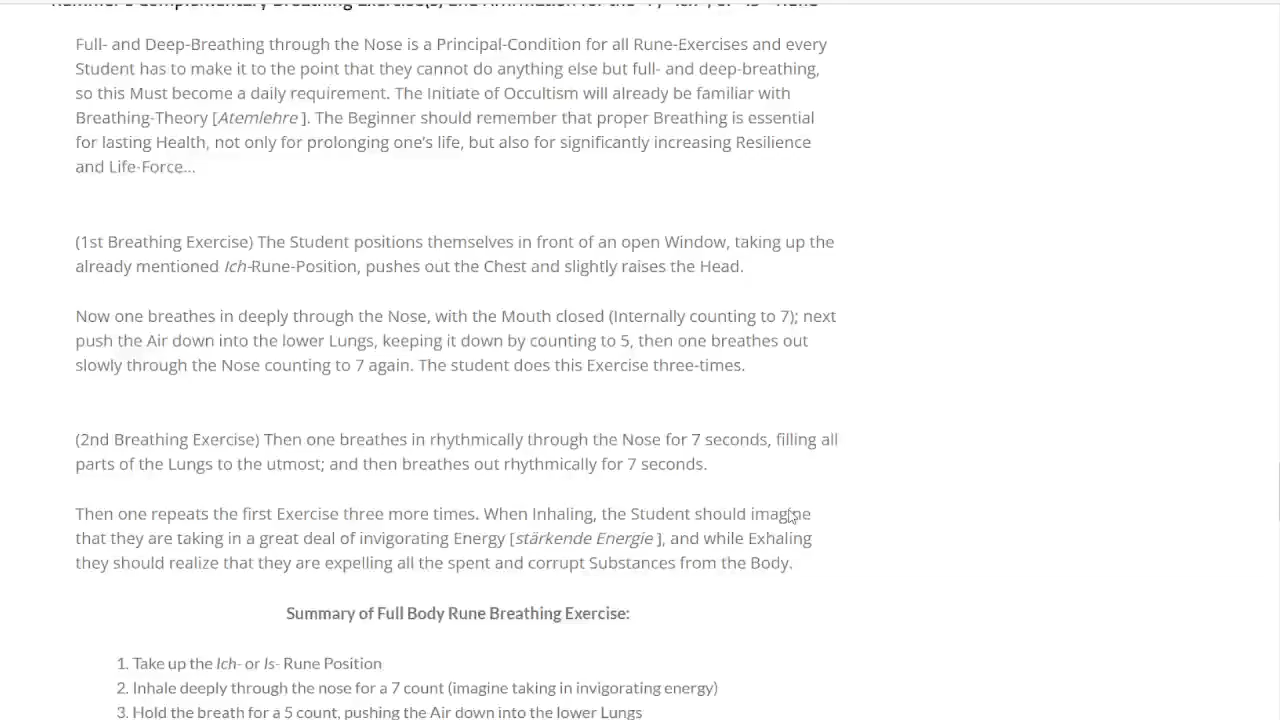 Kummer's Complementary Breathing Exercise(s) and Affirmation for the "I", "Ich", or "Is" Rune
Full- and Deep-Breathing through the Nose is a Principal-Condition for all Rune-Exercises and every
Student has to make it to the point that they cannot do anything else but full- and deep-breathing,
so this Must become a daily requirement. The Initiate of Occultism will already be familiar with
Breathing-Theory [Atemlehre ]. The Beginner should remember that proper Breathing is essential
for lasting Health, not only for prolonging one’s life, but also for significantly increasing Resilience
and Life-Force…
(1st Breathing Exercise) The Student positions themselves in front of an open Window, taking up the
already mentioned Ich-Rune-Position, pushes out the Chest and slightly raises the Head.
Now one breathes in deeply through the Nose, with the Mouth closed (Internally counting to 7); next
push the Air down into the lower Lungs, keeping it down by counting to 5, then one breathes out
slowly through the Nose counting to 7 again. The student does this Exercise three-times.
(2nd Breathing Exercise) Then one breathes in rhythmically through the Nose for 7 seconds, filling all
parts of the Lungs to the utmost; and then breathes out rhythmically for 7 seconds.
Then one repeats the first Exercise three more times. When Inhaling, the Student should imagine
that they are taking in a great deal of invigorating Energy [stärkende Energie ], and while Exhaling
they should realize that they are expelling all the spent and corrupt Substances from the Body.
Summary of Full Body Rune Breathing Exercise:
1. Take up the Ich- or Is- Rune Position
2. Inhale deeply through the nose for a 7 count (imagine taking in invigorating energy)
3. Hold the breath for a 5 count, pushing the Air down into the lower Lungs